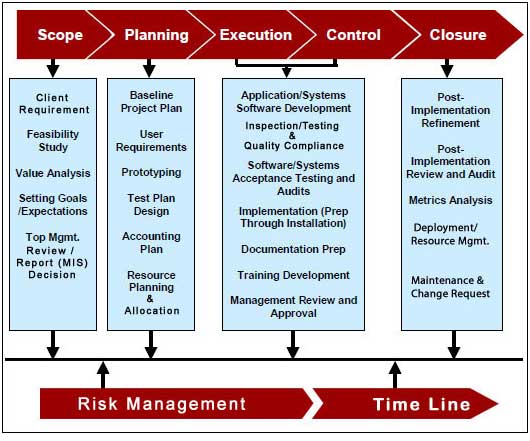 Scope
Planning
Execution
Control
Closure
Client
Requirement
Feasibility
Study
Value Analysis
Setting Goals
/Expectations
Top Mgmt.
Review /
Report (MIS)
Decision
Baseline
Project Plan
User
Requirements
Prototyping
Test Plan
Design
Accounting
Plan
Resource
Planning
&
Allocation
Application/Systems
Software Development
Inspection/Testing
&
Quality Compliance
Software/Systems
Acceptance Testing and
Audits
Implementation (Prep
Through Installation)
Documentation Prep
Training Development
Management Review and
Approval
Post-
Implementation
Refinement
Post-
Implementation
Review and Audit
Metrics Analysis
Deployment/
Resource Mgmt.
Maintenance &
Change Request
Risk Management
Time Line